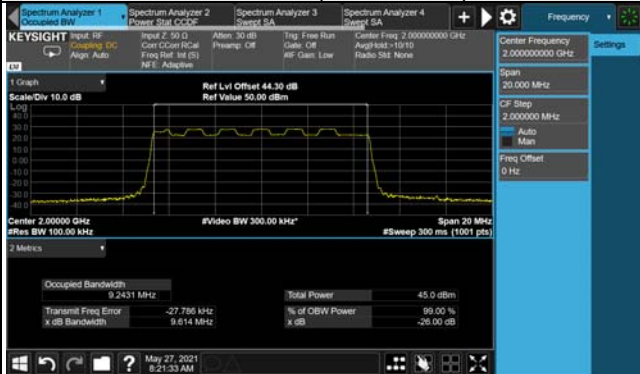 Spectrum Analyzer 1
Occupied BW
Spectrum Analyzer 2
Power Stat CCDF
Spectrum Analyzer 3
Swept SA
Spectrum Analyzer 4
Swept SA
Frequency
KEYSIGHT
Input: RF
Coupling: DC
Align: Auto
Input Z: 50 Ω
Corr CCorr RCal
Freq Ref: Int (S)
NFE: Adaptive
Atten: 30 dB
Preamp: Off
Trig: Free Run
Gate: Off
#IF Gain: Low
Center Freq: 2.000000000 GHz
Avg|Hold:>10/10
Radio Std: None
LXI
1 Graph
Scale/Div 10.0 dB
Ref Lvl Offset 44.30 dB
Ref Value 50.00 dBm
Log
40.0
30.0
20.0
10.0
0.00
-10.0
-20.0
-30.0
-40.0
Center 2.00000 GHz
#Res BW 100.00 kHz
#Video BW 300.00 kHz*
Span 20 MHz
#Sweep 300 ms (1001 pts)
2 Metrics
Occupied Bandwidth
9.2431 MHz
Total Power
45.0 dBm
Transmit Freq Error
-27.786 kHz
% of OBW Power
99.00 %
x dB Bandwidth
9.614 MHz
x dB
-26.00 dB
May 27, 2021
8:21:33 AM
Center Frequency
2.000000000 GHz
Settings
Span
20.000 MHz
CF Step
2.000000 MHz
Auto
Man
Freq Offset
0 Hz